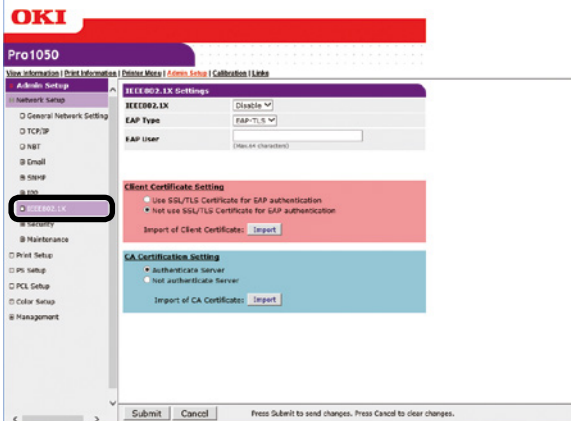 OKI
Pro1050
View Information | Print Information | Printer Menu | Admin Setup | Calibration | Links
Admin Setup
Network Setup
General Network Setting
TCP/IP
NBT
Email
SNMP
IPP
IEEE802.1X
Security
Maintenance
Print Setup
PS Setup
PCL Setup
Color Setup
Management
IEEE802.1X Settings
IEEE802.1X Disable
EAP Type EAP-TLS
EAP User
(Max.64 characters)
Client Certificate Setting
Use SSL/TLS Certificate for EAP authentication
Not use SSL/TLS Certificate for EAP authentication
Import of Client Certificate: Import
CA Certification Setting
Authenticate Server
Not authenticate Server
Import of CA Certificate: Import
Submit Cancel Press Submit to send changes. Press Cancel to clear changes.